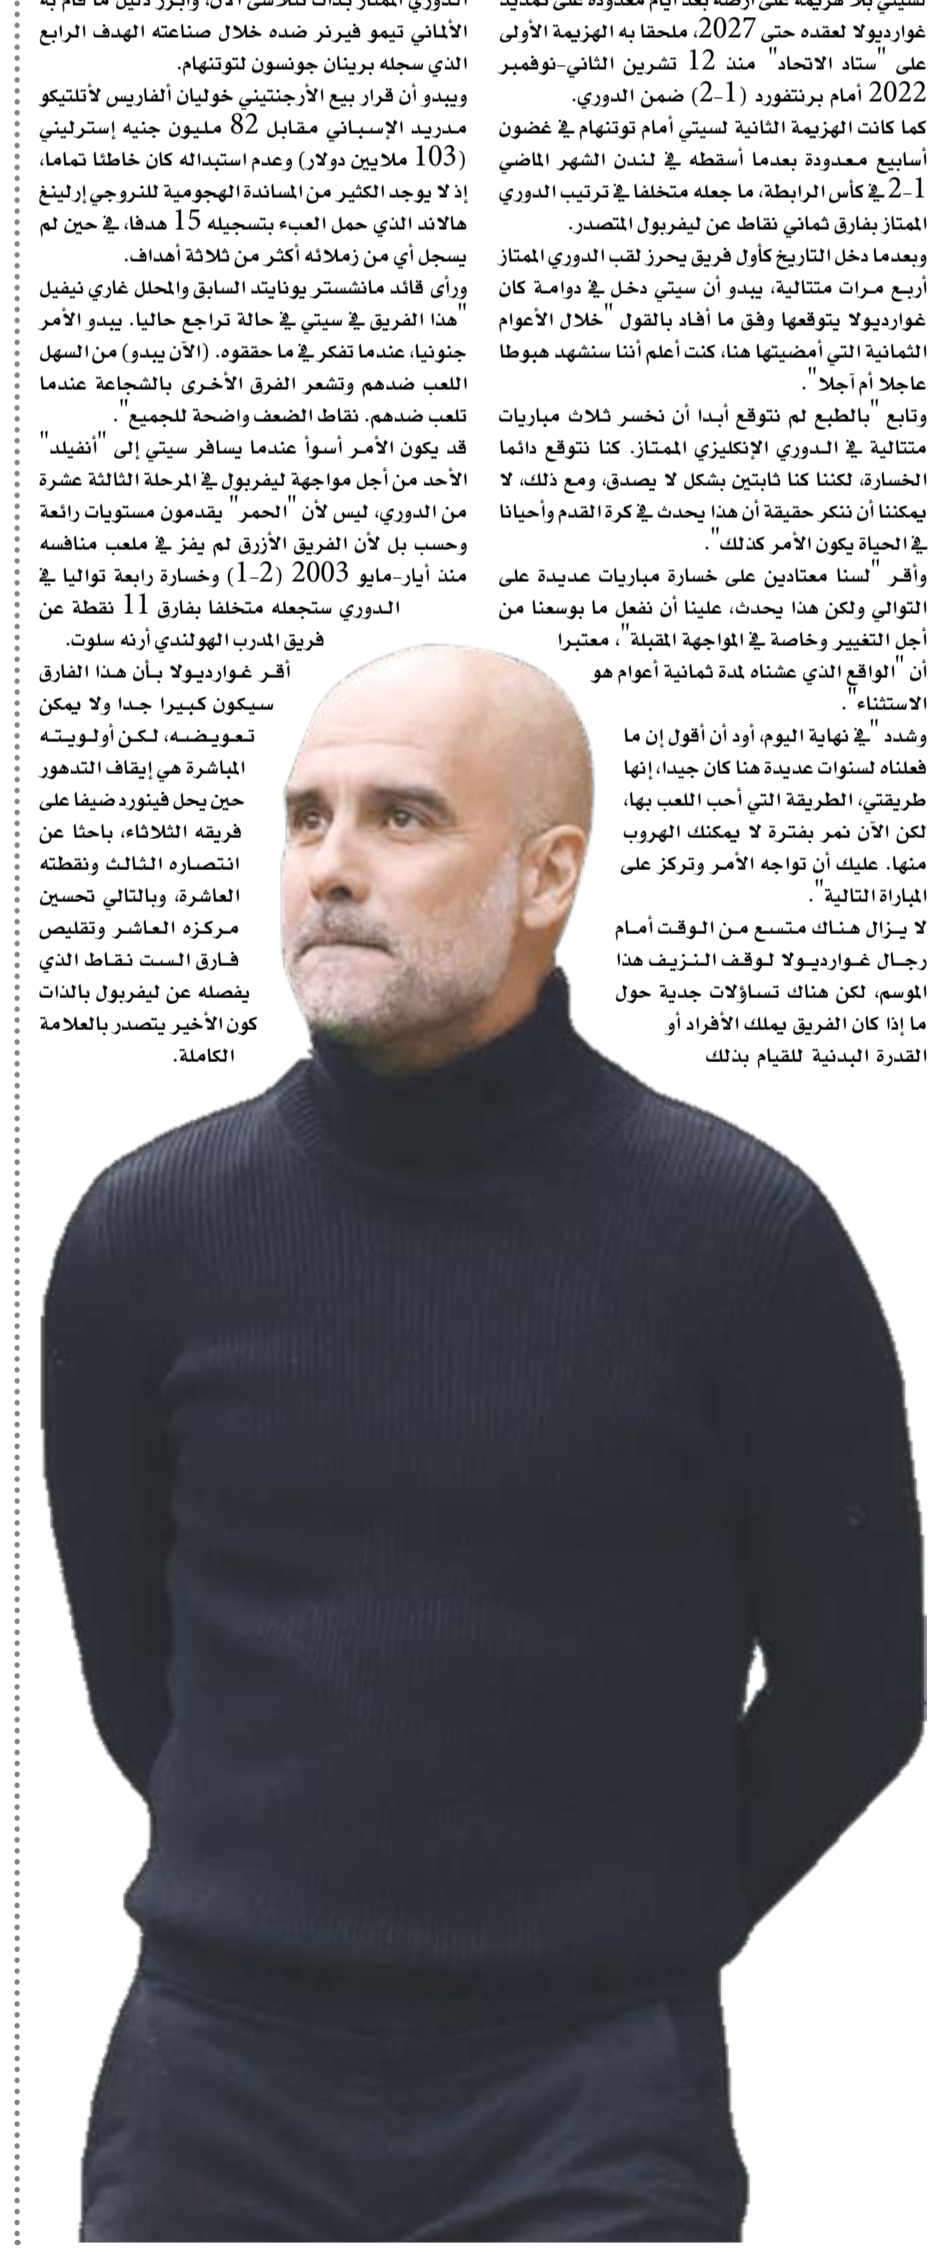 لسيتي بلا هزيمة على أرضه بعد أيام معدودة على تمديد
غوارديولا لعقده حتى 2027، ملحقا به الهزيمة الأولى
على "ستاد الاتحاد" منذ 12 تشرين الثاني-نوفمبر
2022 أمام برنتفورد (1-2) ضمن الدوري.
كما كانت الهزيمة الثانية لسيتي أمام توتنهام في غضون
أسابيع معدودة بعدما أسقطه في لندن الشهر الماضي
1-2 في كأس الرابطة، ما جعله متخلفا في ترتيب الدوري
الممتاز بفارق ثماني نقاط عن ليفربول المتصدر.
وبعدما دخل التاريخ كأول فريق يحرز لقب الدوري الممتاز
أربع مرات متتالية، يبدو أن سيتي دخل في دوامة كان
غوارديولا يتوقعها وفق ما أفاد بالقول "خلال الأعوام
الثمانية التي أمضيتها هنا، كنت أعلم أننا سنشهد هبوطا
عاجلا أم آجلا".
وتابع "بالطبع لم نتوقع أبدا أن نخسر ثلاث مباريات
متتالية في الدوري الإنكليزي الممتاز. كنا نتوقع دائما
الخسارة، لكننا كنا ثابتين بشكل لا يصدق، ومع ذلك، لا
يمكننا أن ننكر حقيقة أن هذا يحدث في كرة القدم وأحيانا
في الحياة يكون الأمر كذلك".
وأقر "لسنا معتادين على خسارة مباريات عديدة على
التوالي ولكن هذا يحدث، علينا أن نفعل ما بوسعنا من
أجل التغيير وخاصة في المواجهة المقبلة"، معتبرا
أن "الواقع الذي عشناه لمدة ثمانية أعوام هو
الاستثناء".
وشدد "في نهاية اليوم، أود أن أقول إن ما
فعلناه لسنوات عديدة هنا كان جيدا، إنها
طريقتي، الطريقة التي أحب اللعب بها،
لكن الآن نمر بفترة لا يمكنك الهروب
منها. عليك أن تواجه الأمر وتركز على
المباراة التالية".
لا يزال هناك متسع من الوقت أمام
رجال غوارديولا لوقف النزيف هذا
الموسم، لكن هناك تساؤلات جدية حول
ما إذا كان الفريق يملك الأفراد أو
القدرة البدنية للقيام بذلك
الألماني تيمو فيرنر ضده خلال صناعته الهدف الرابع
الذي سجله برينان جونسون لتوتنهام.
ويبدو أن قرار بيع الأرجنتيني خوليان ألفاريس لأتلتيكو
مدريد الإسباني مقابل 82 مليون جنيه إسترليني
(103 ملايين دولار) وعدم استبداله كان خاطئا تماما،
إذ لا يوجد الكثير من المساندة الهجومية للنروجي إرلينغ
هالاند الذي حمل العبء بتسجيله 15 هدفا، في حين لم
يسجل أي من زملائه أكثر من ثلاثة أهداف.
ورأى قائد مانشستر يونايتد السابق والمحلل غاري نيفيل
"هذا الفريق في سيتي في حالة تراجع حاليا. يبدو الأمر
جنونيا، عندما تفكر في ما حققوه. (الآن يبدو) من السهل
اللعب ضدهم وتشعر الفرق الأخرى بالشجاعة عندما
تلعب ضدهم. نقاط الضعف واضحة للجميع".
قد يكون الأمر أسوأ عندما يسافر سيتي إلى "أنفيلد"
الأحد من أجل مواجهة ليفربول في المرحلة الثالثة عشرة
من الدوري، ليس لأن "الحمر" يقدمون مستويات رائعة
وحسب بل لأن الفريق الأزرق لم يفز في ملعب منافسه
منذ أيار-مايو 2003 (2-1) وخسارة رابعة تواليا في
الدوري ستجعله متخلفا بفارق 11 نقطة عن
فريق المدرب الهولندي أرنه سلوت.
أقر غوارديولا بأن هذا الفارق
سيكون كبيرا جدا ولا يمكن
تعويضه، لكن أولويته
المباشرة هي إيقاف التدهور
حين يحل فينورد ضيفا على
فريقه الثلاثاء، باحثا عن
انتصاره الثالث ونقطته
العاشرة، وبالتالي تحسين
مركزه العاشر وتقليص
فارق الست نقاط الذي
يفصله عن ليفربول بالذات
كون الأخير يتصدر بالعلامة
الكاملة.